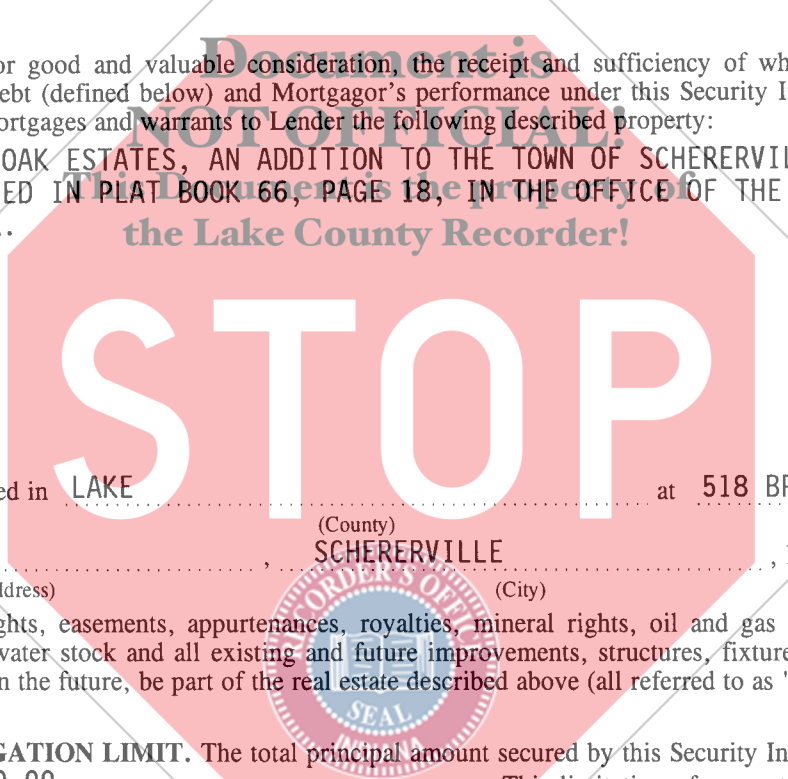 Document is
or good and valuable consideration, the receipt and sufficiency of wh
ebt (defined below) and Mortgagor's performance under this Security I
ortgages and warrants to Lender the following described property:
NOT OFFICIAL!
OAK ESTATES, AN ADDITION TO THE TOWN OF SCHERERVIL
ED IN PLAT BOOK 66, PAGE 18, IN THE OFFICE OF THE
This Document is the property of
the Lake County Recorder!
STOP
ed in LAKE at 518 BR
(County)
, SCHERERVILLE ,
ddress) (City)
ghts, easements, appurtenances, royalties, mineral rights, oil and gas
water stock and all existing and future improvements, structures, fixture
n the future, be part of the real estate described above (all referred to as "
RECORDER'S OFFICE
SEAL
INDIANA
GATION LIMIT. The total principal amount secured by this Security In